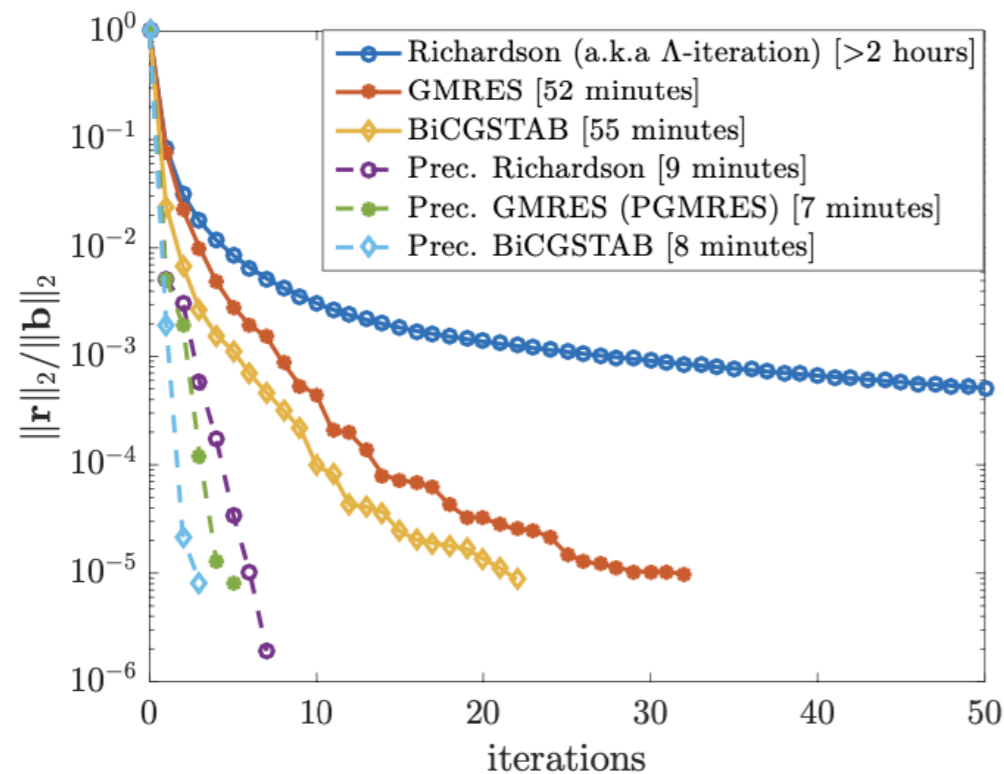 10⁰
10⁻¹
10⁻²
10⁻³
10⁻⁴
10⁻⁵
10⁻⁶
‖r‖₂/‖b‖₂
Richardson (a.k.a Λ-iteration) [>2 hours]
GMRES [52 minutes]
BiCGSTAB [55 minutes]
Prec. Richardson [9 minutes]
Prec. GMRES (PGMRES) [7 minutes]
Prec. BiCGSTAB [8 minutes]
0 10 20 30 40 50
iterations